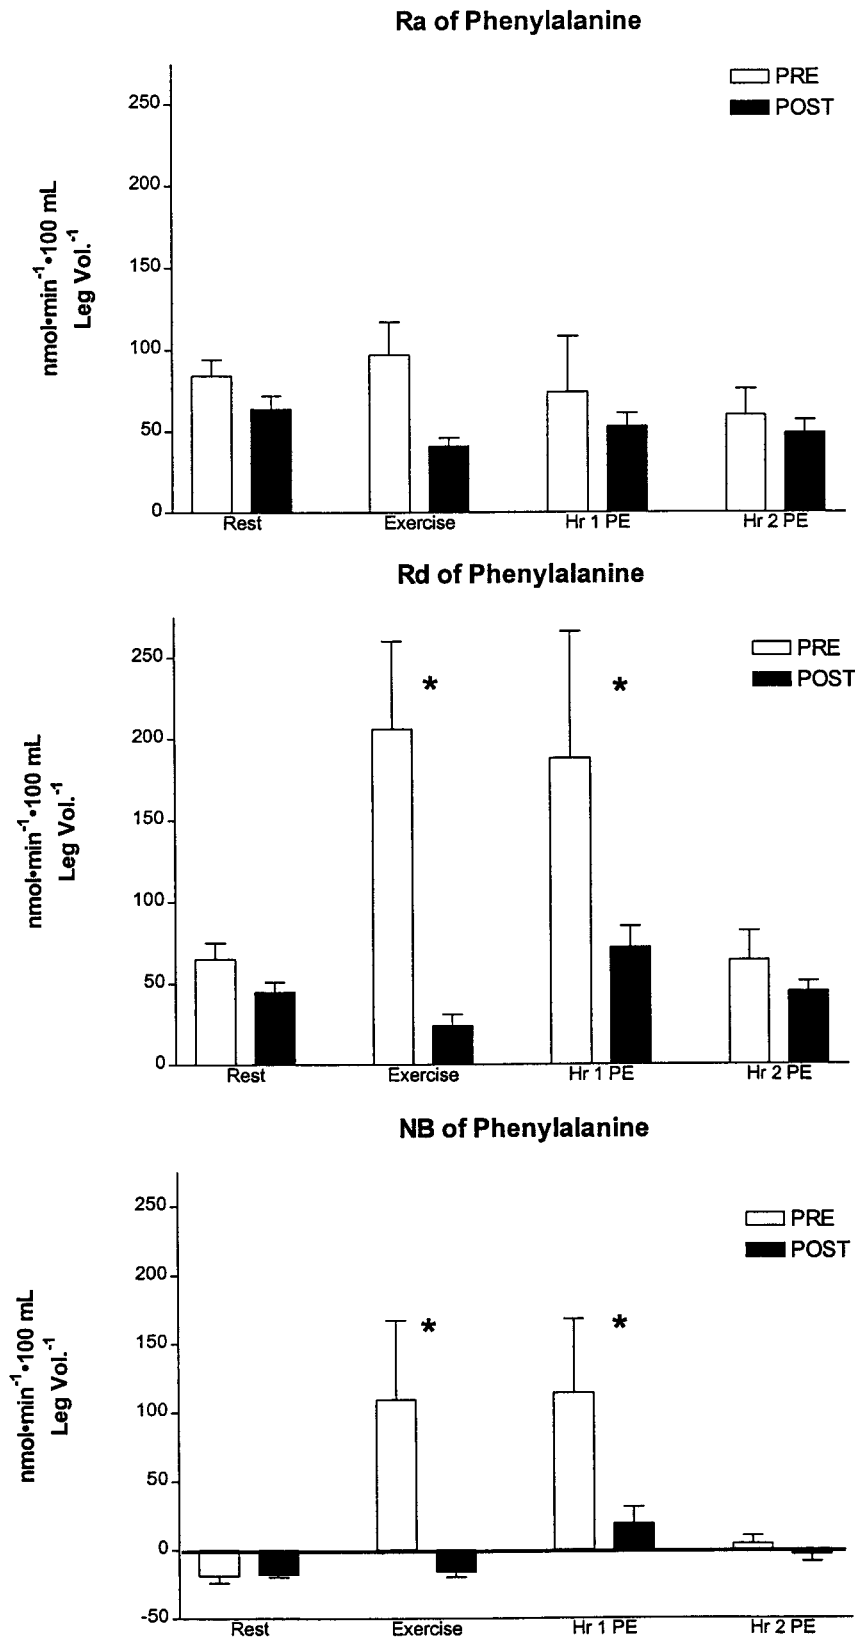 Ra of Phenylalanine
PRE
POST
250
200
150
100
50
0
nmol•min⁻¹•100 mL
Leg Vol.⁻¹
Rest Exercise Hr 1 PE Hr 2 PE
Rd of Phenylalanine
PRE
POST
250
200
150
100
50
0
nmol•min⁻¹•100 mL
Leg Vol.⁻¹
*
*
Rest Exercise Hr 1 PE Hr 2 PE
NB of Phenylalanine
PRE
POST
250
200
150
100
50
0
-50
nmol•min⁻¹•100 mL
Leg Vol.⁻¹
*
*
Rest Exercise Hr 1 PE Hr 2 PE